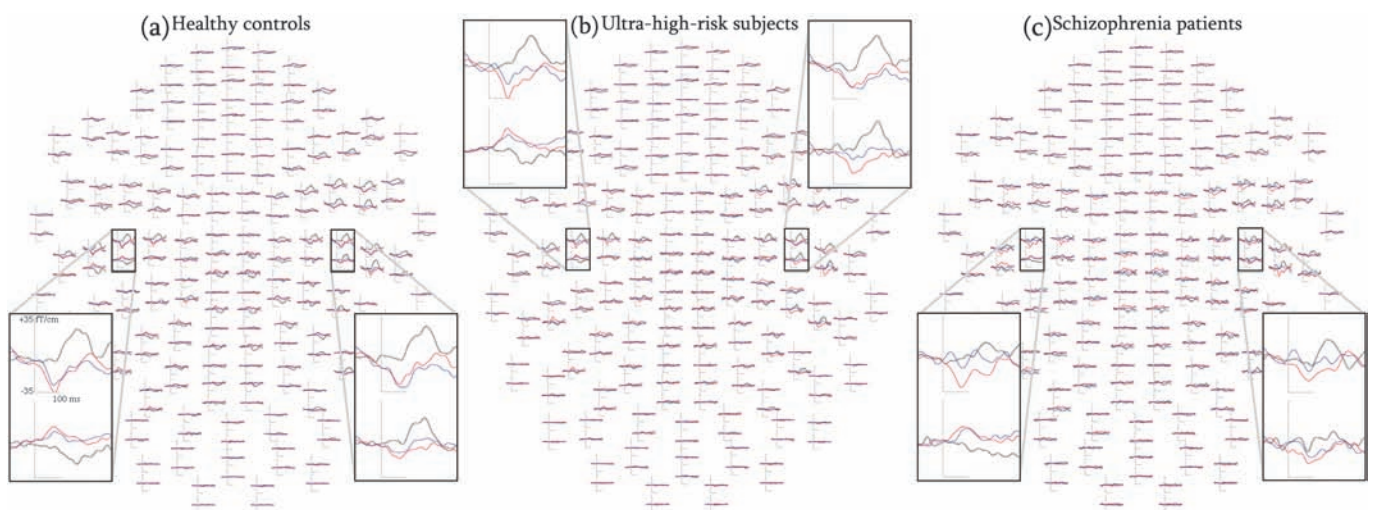 (a) Healthy controls
(b) Ultra-high-risk subjects
(c) Schizophrenia patients
+35 fT/cm
-35
100 ms